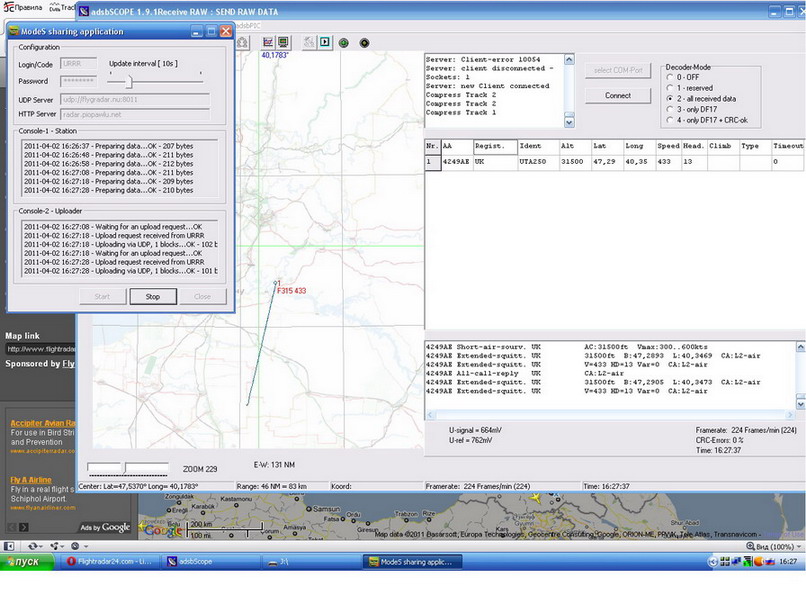 Правила
adsbSCOPE 1.9.1Receive RAW : SEND RAW DATA
adsbPIC
ModeS sharing application
Configuration
Login/Code
URRR
Update interval [ 10s ]
Password
********
UDP Server
udp://flygradar.nu:8011
HTTP Server
radar.piopawlu.net
Console-1 - Station
2011-04-02 16:26:37 - Preparing data...OK - 207 bytes
2011-04-02 16:26:48 - Preparing data...OK - 211 bytes
2011-04-02 16:26:58 - Preparing data...OK - 212 bytes
2011-04-02 16:27:08 - Preparing data...OK - 211 bytes
2011-04-02 16:27:18 - Preparing data...OK - 209 bytes
2011-04-02 16:27:28 - Preparing data...OK - 210 bytes
Console-2 - Uploader
2011-04-02 16:27:08 - Waiting for an upload request...OK
2011-04-02 16:27:18 - Upload request received from URRR
2011-04-02 16:27:18 - Uploading via UDP, 1 blocks...OK - 102 b
2011-04-02 16:27:18 - Waiting for an upload request...OK
2011-04-02 16:27:28 - Upload request received from URRR
2011-04-02 16:27:28 - Uploading via UDP, 1 blocks...OK - 101 b
Start
Stop
Close
40,1783°
1
F315 433
Server: Client-error 10054
Server: client disconnected -
Sockets: 1
Server: new Client connected
Compress Track 2
Compress Track 2
Compress Track 1
select COM-Port
Connect
Decoder-Mode
0 - OFF
1 - reserved
2 - all received data
3 - only DF17
4 - only DF17 + CRC-ok
Nr. AA Regist. Ident Alt Lat Long Speed Head. Climb Type Timeout
1 4249AE UK UTA250 31500 47,29 40,35 433 13 0
4249AE Short-air-sourv. UK AC:31500ft Vmax:300..600kts
4249AE Extended-squitt. UK 31500ft B:47,2893 L:40,3469 CA:L2-air
4249AE Extended-squitt. UK V=433 HD=13 Var=0 CA:L2-air
4249AE All-call-reply UK CA:L2-air
4249AE Extended-squitt. UK 31500ft B:47,2905 L:40,3473 CA:L2-air
4249AE Extended-squitt. UK V=433 HD=13 Var=0 CA:L2-air
U-signal = 664mV
U-ref = 762mV
Framerate: 224 Frames/min (224)
CRC-Errors: 0 %
Time: 16:27:37
ZOOM 229
E-W: 131 NM
Center: Lat=47,5370° Long= 40,1783°
Range: 46 NM = 83 km
Koord:
Framerate: 224 Frames/min (224)
Time: 16:27:37
Map link
http://www.flightradar
Sponsored by Fly
Accipiter Avian Ra
For use in Bird Stri
and Prevention
www.accipiterradar.co
Fly A Airline
Fly in a real flight s
Schiphol Airport.
www.flyanairlines.com
Ads by Google
Zonguldak
Eregli
Karabük
Kastamonu
Samsun
Fatsa
Ordu
Trabzon
Rize
Bolu
Çorum
Amasya
Giresun
Kars
200 km
100 mi
Google
Map data ©2011 Basarsoft, Europa Technologies, Geocentre Consulting, Google, ORION-ME, PPWK, Tele Atlas, Transnavicom -
Вид (100%)
пуск
Flightradar24.com - Li...
adsbScope
J:\
ModeS sharing applic...
16:27